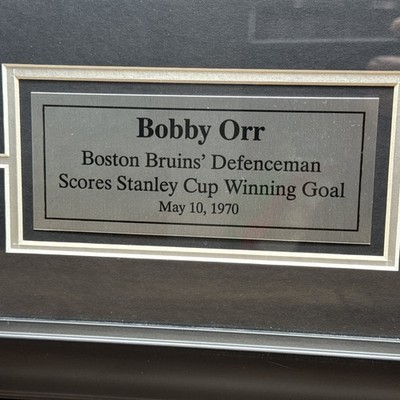 Bobby Orr
Boston Bruins' Defenceman
Scores Stanley Cup Winning Goal
May 10, 1970